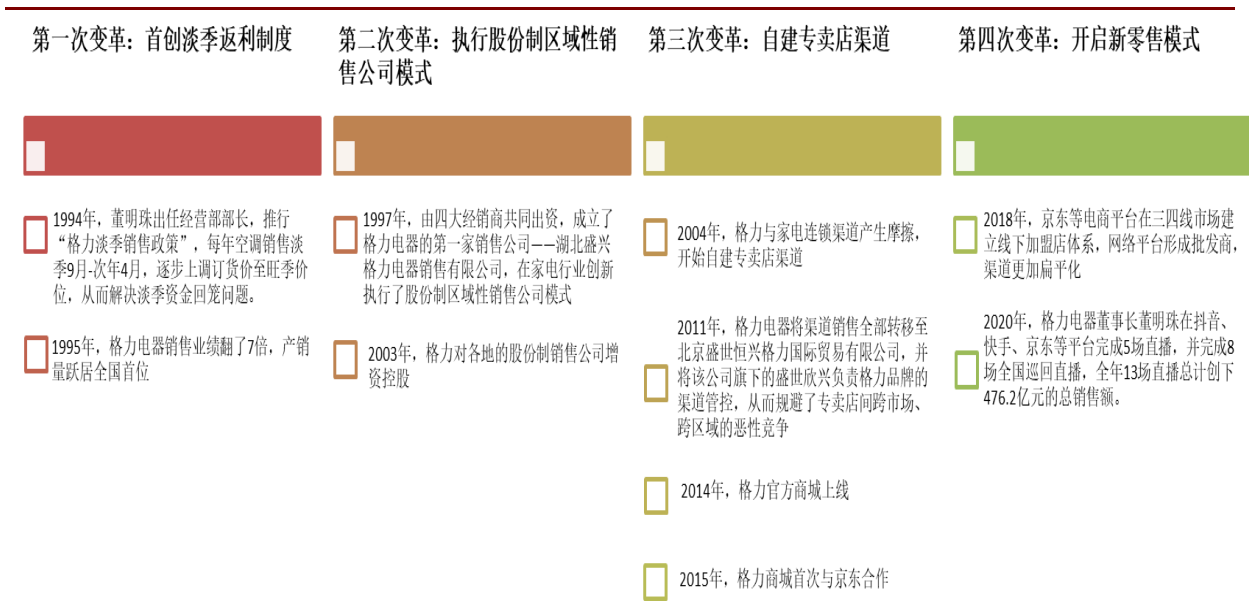 第一次变革：首创淡季返利制度
第二次变革：执行股份制区域性销
售公司模式
第三次变革：自建专卖店渠道
第四次变革：开启新零售模式
1994年，董明珠出任经营部部长，推行
“格力淡季销售政策”，每年空调销售淡
季9月-次年4月，逐步上调订货价至旺季价
位，从而解决淡季资金回笼问题。
1995年，格力电器销售业绩翻了7倍，产销
量跃居全国首位
1997年，由四大经销商共同出资，成立了
格力电器的第一家销售公司——湖北盛兴
格力电器销售有限公司，在家电行业创新
执行了股份制区域性销售公司模式
2003年，格力对各地的股份制销售公司增
资控股
2004年，格力与家电连锁渠道产生摩擦，
开始自建专卖店渠道
2011年，格力电器将渠道销售全部转移至
北京盛世恒兴格力国际贸易有限公司，并
将该公司旗下的盛世欣兴负责格力品牌的
渠道管控，从而规避了专卖店间跨市场、
跨区域的恶性竞争
2014年，格力官方商城上线
2015年，格力商城首次与京东合作
2018年，京东等电商平台在三四线市场建
立线下加盟店体系，网络平台形成批发商，
渠道更加扁平化
2020年，格力电器董事长董明珠在抖音、
快手、京东等平台完成5场直播，并完成8
场全国巡回直播，全年13场直播总计创下
476.2亿元的总销售额。